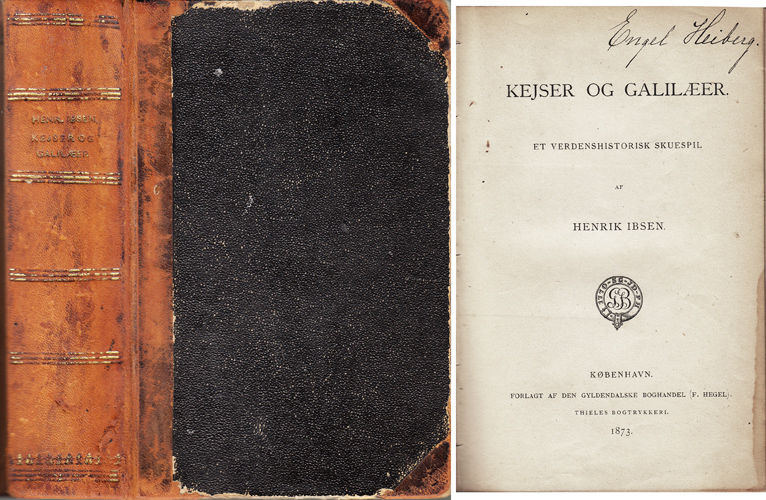 HENR. IBSEN.
KEJSER OG
GALILÆER.
Engel Heiberg.
KEJSER OG GALILÆER.
ET VERDENSHISTORISK SKUESPIL
AF
HENRIK IBSEN.
KØBENHAVN.
FORLAGT AF DEN GYLDENDALSKE BOGHANDEL (F. HEGEL).
THIELES BOGTRYKKERI.
1873.